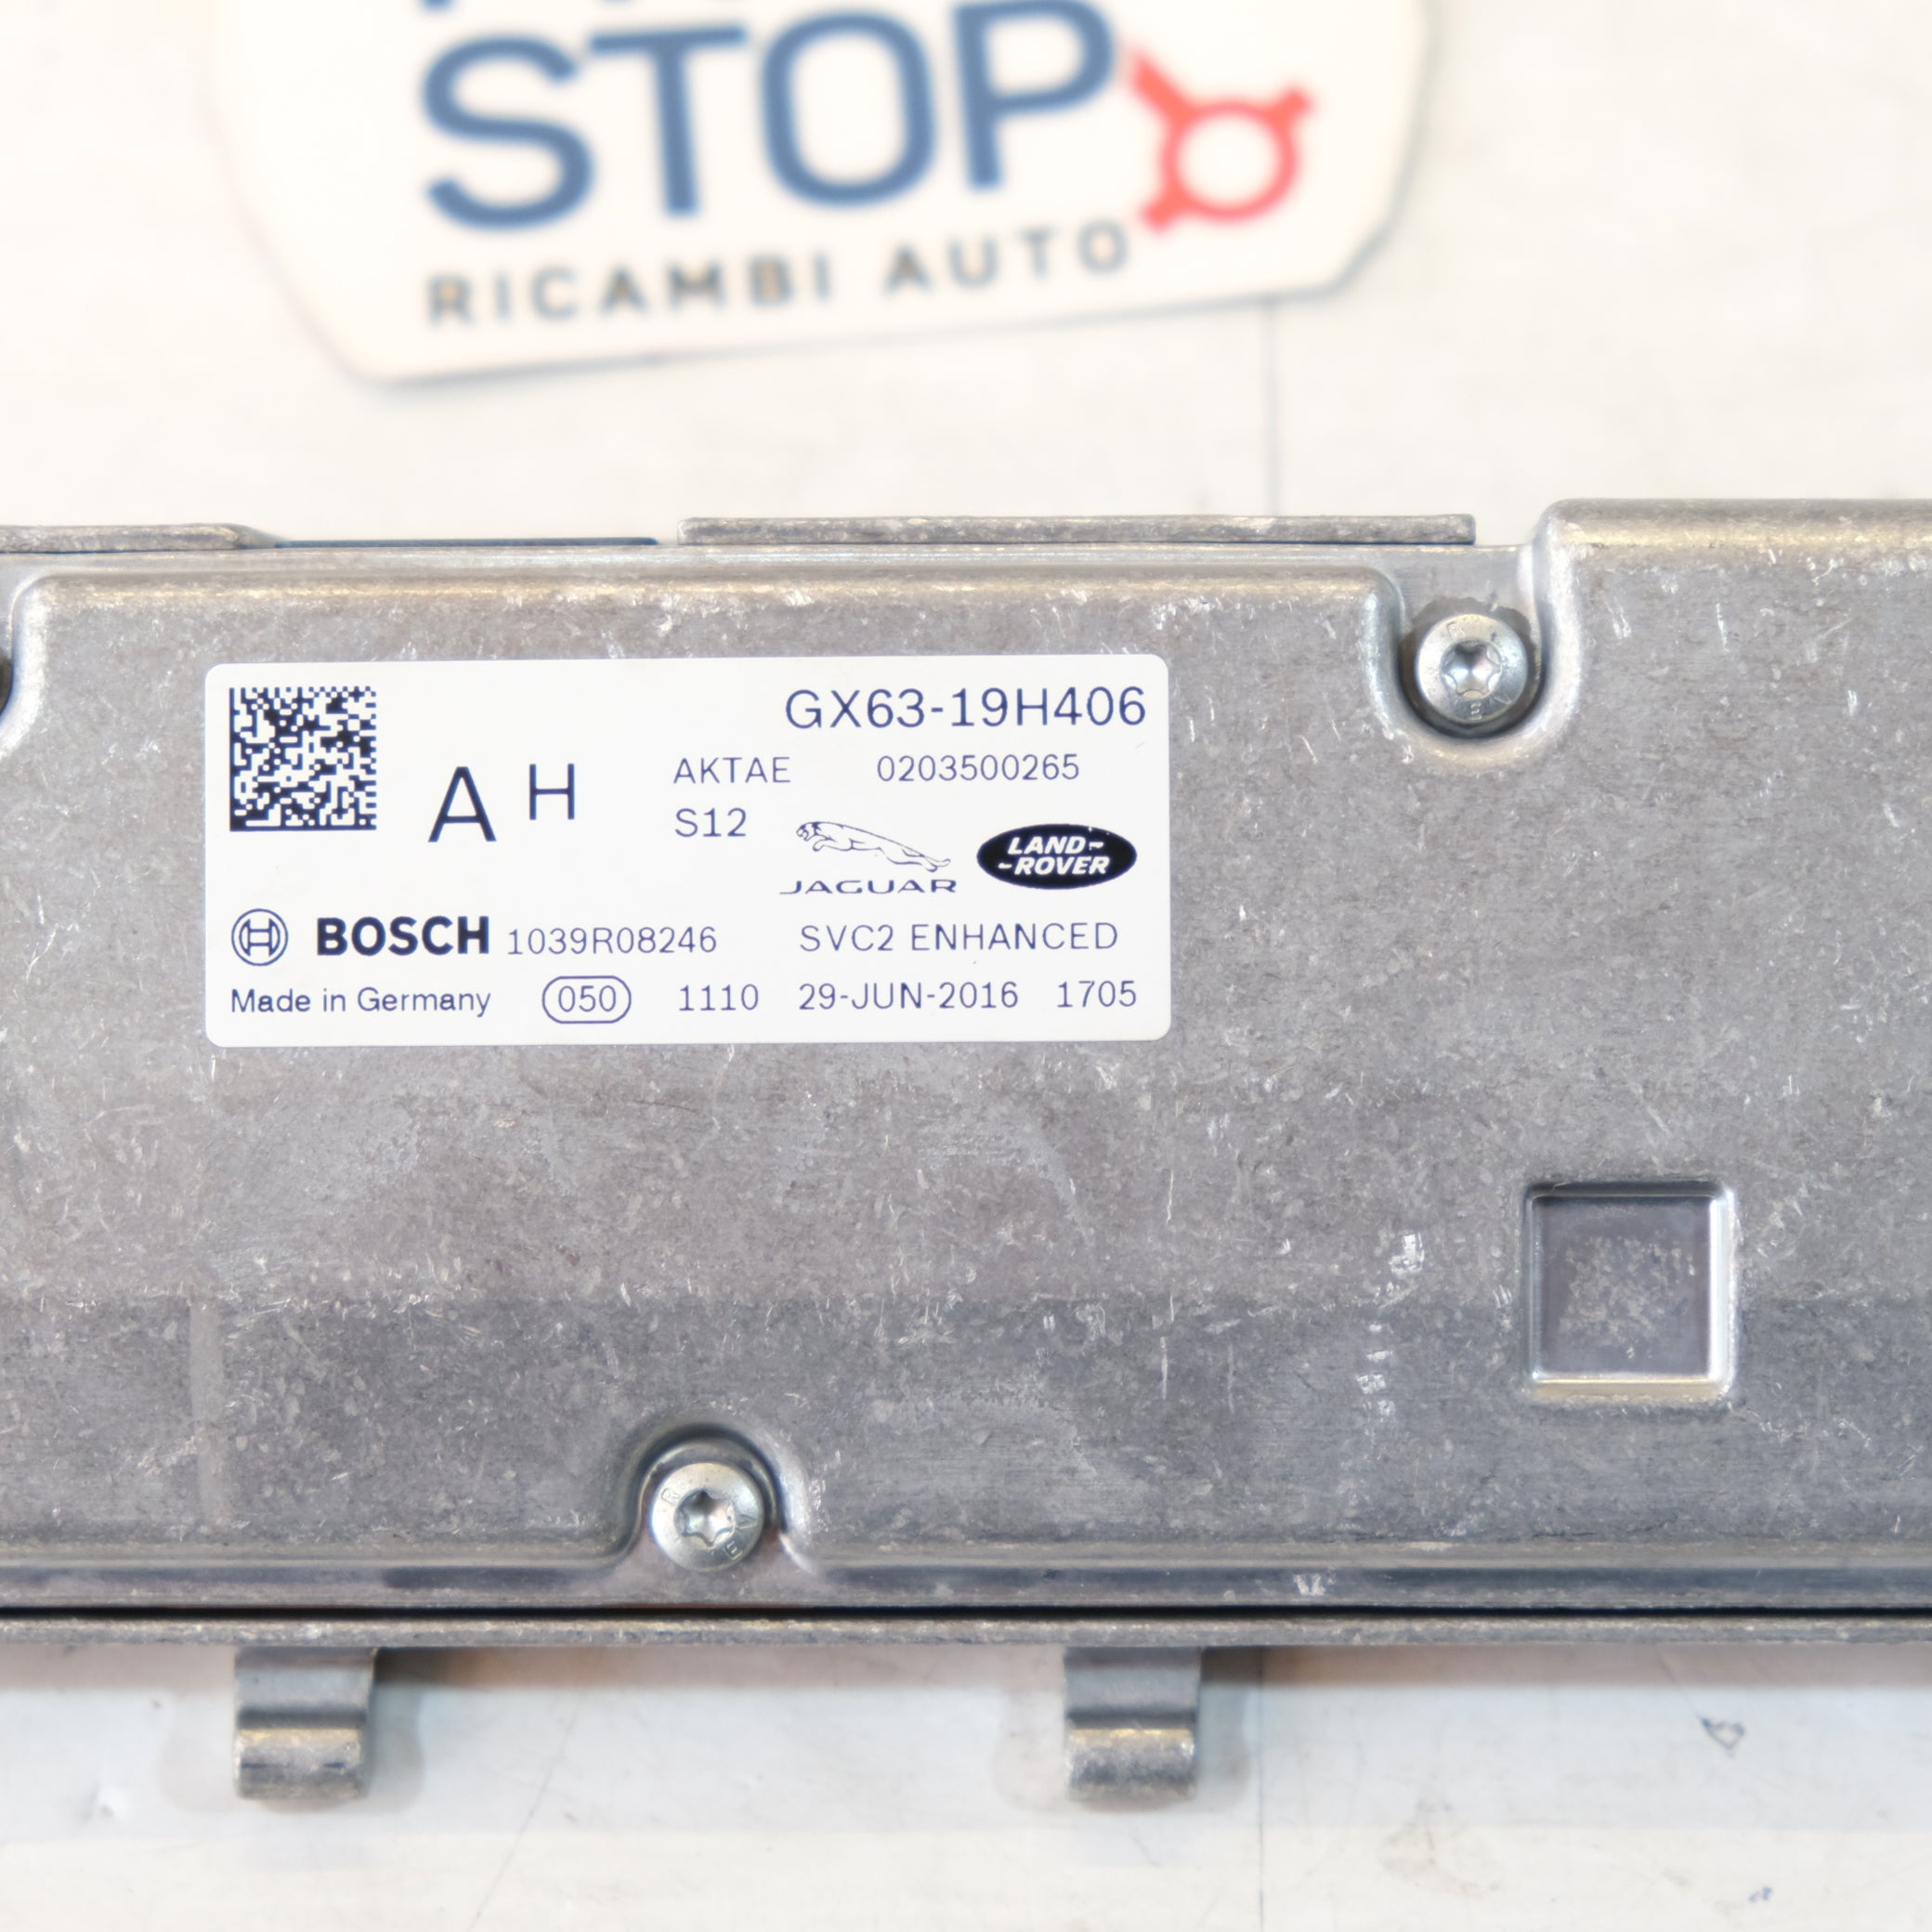 STOP
RICAMBI AUTO
GX63-19H406
A H
AKTAE 0203500265
S12
JAGUAR
LAND-
-ROVER
BOSCH 1039R08246 SVC2 ENHANCED
Made in Germany 050 1110 29-JUN-2016 1705